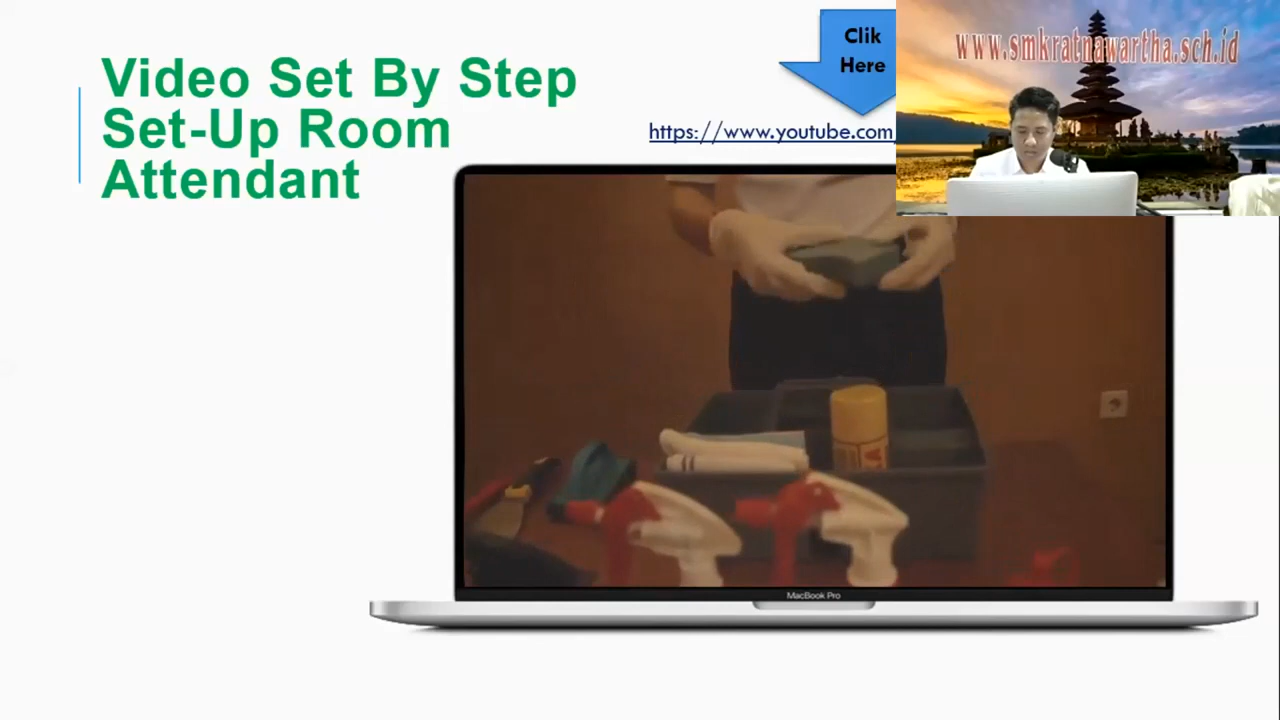 Video Set By Step
Set-Up Room
Attendant
Clik
Here
https://www.youtube.com
www.smkratnawartha.sch.id
MacBook Pro